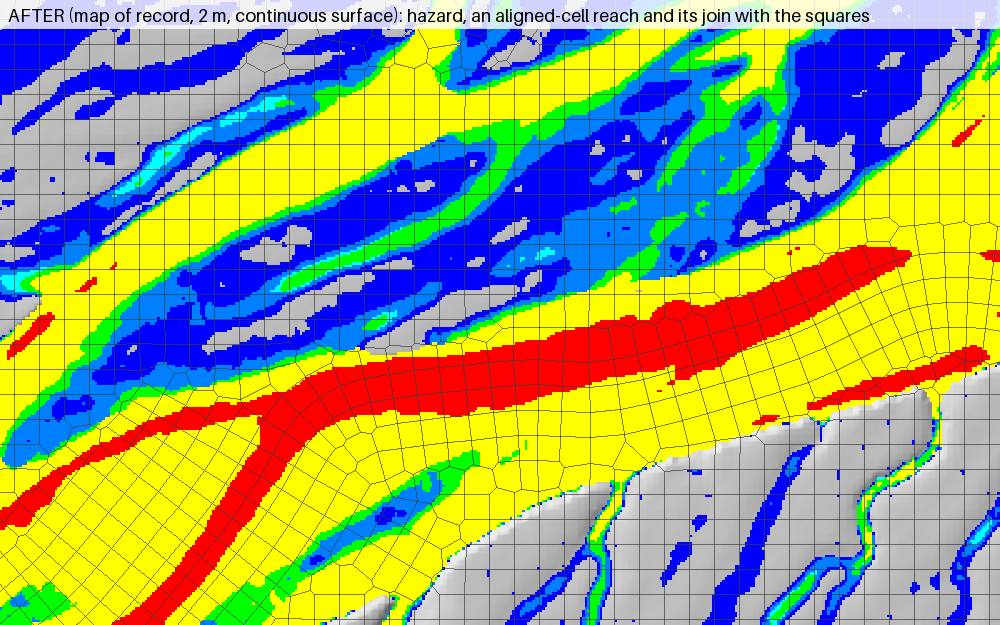 AFTER (map of record, 2 m, continuous surface): hazard, an aligned-cell reach and its join with the squares